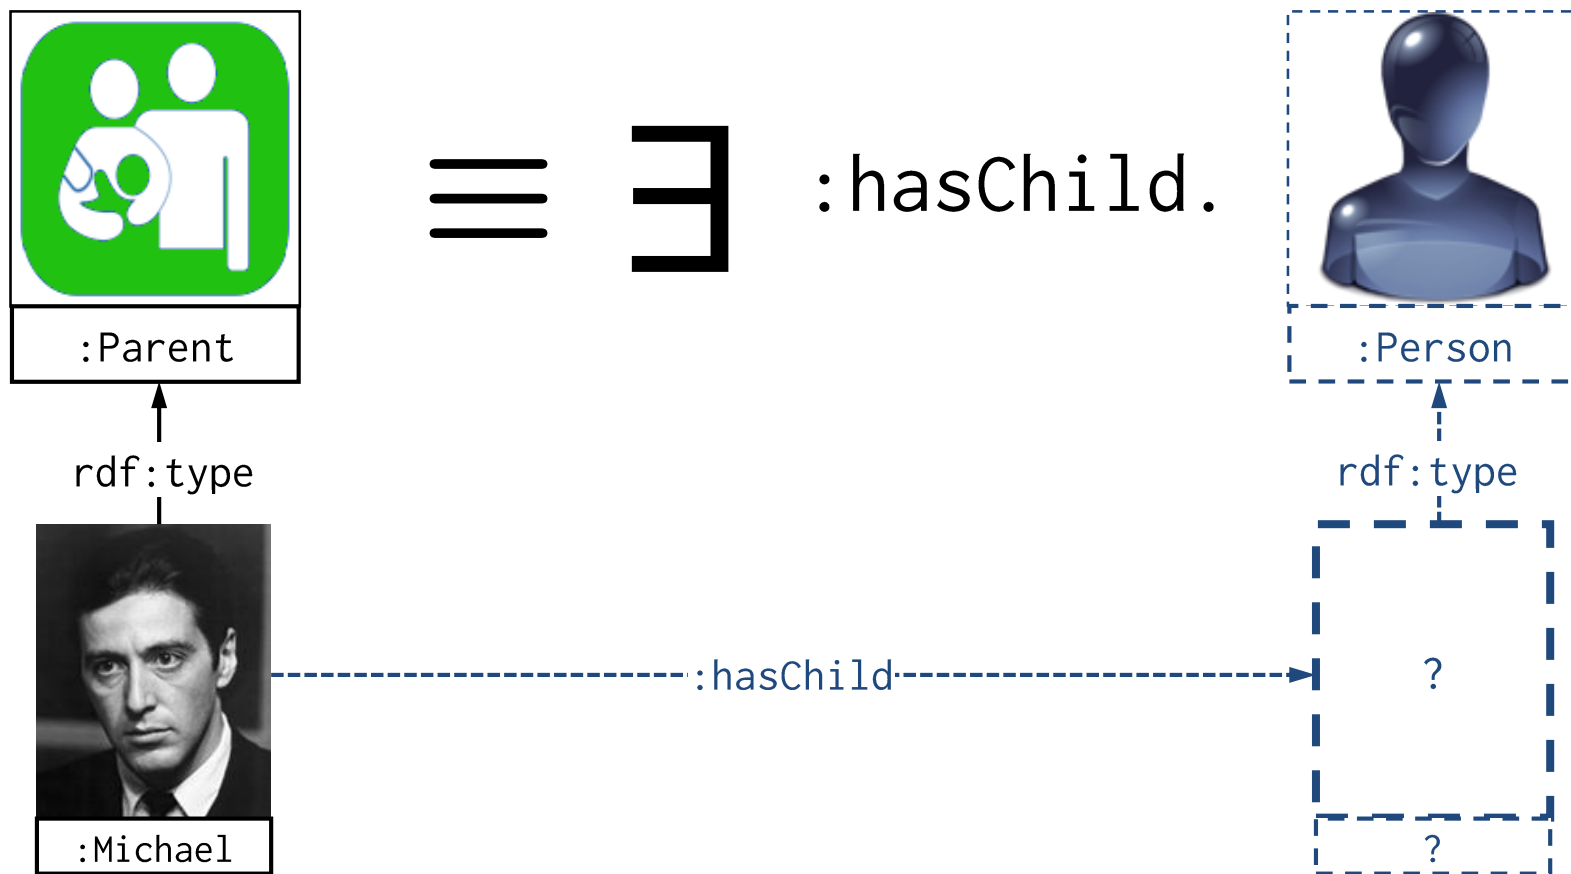 ≡ ∃ :hasChild.
:Parent
:Person
rdf:type
rdf:type
:hasChild
?
:Michael
?